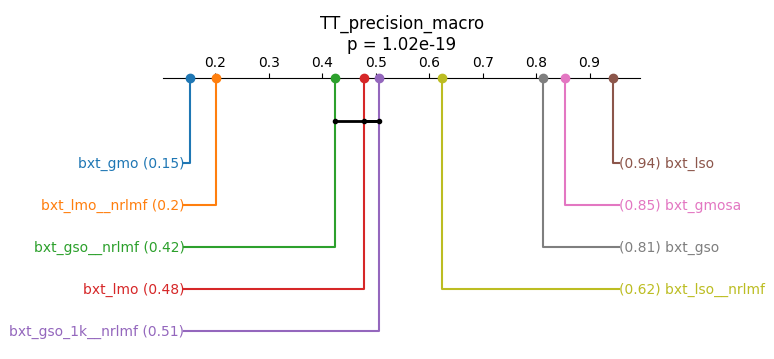 TT_precision_macro
p = 1.02e-19
0.2 0.3 0.4 0.5 0.6 0.7 0.8 0.9
bxt_gmo (0.15) (0.94) bxt_lso
bxt_lmo__nrlmf (0.2) (0.85) bxt_gmosa
bxt_gso__nrlmf (0.42) (0.81) bxt_gso
bxt_lmo (0.48) (0.62) bxt_lso__nrlmf
bxt_gso_1k__nrlmf (0.51)